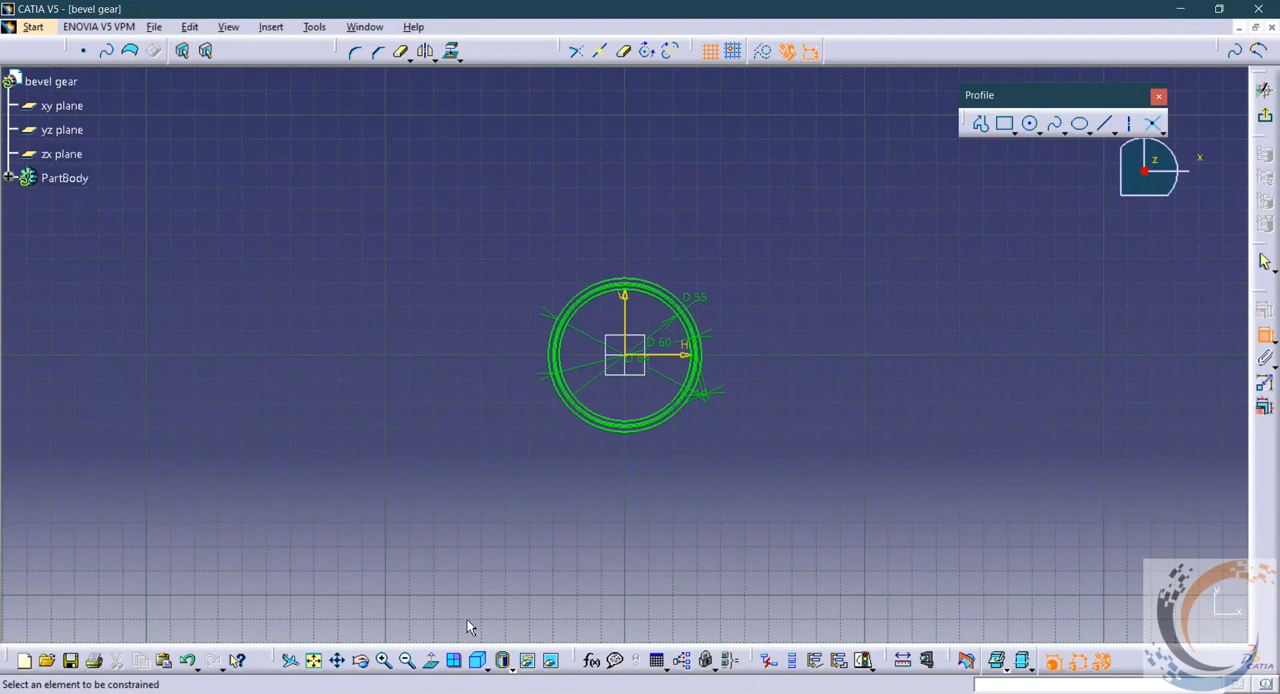 CATIA V5 - [bevel gear]
Start ENOVIA V5 VPM File Edit View Insert Tools Window Help
bevel gear
xy plane
yz plane
zx plane
PartBody
Profile
z
x
D 55
D 60
H
V
y
x
CATIA
Select an element to be constrained